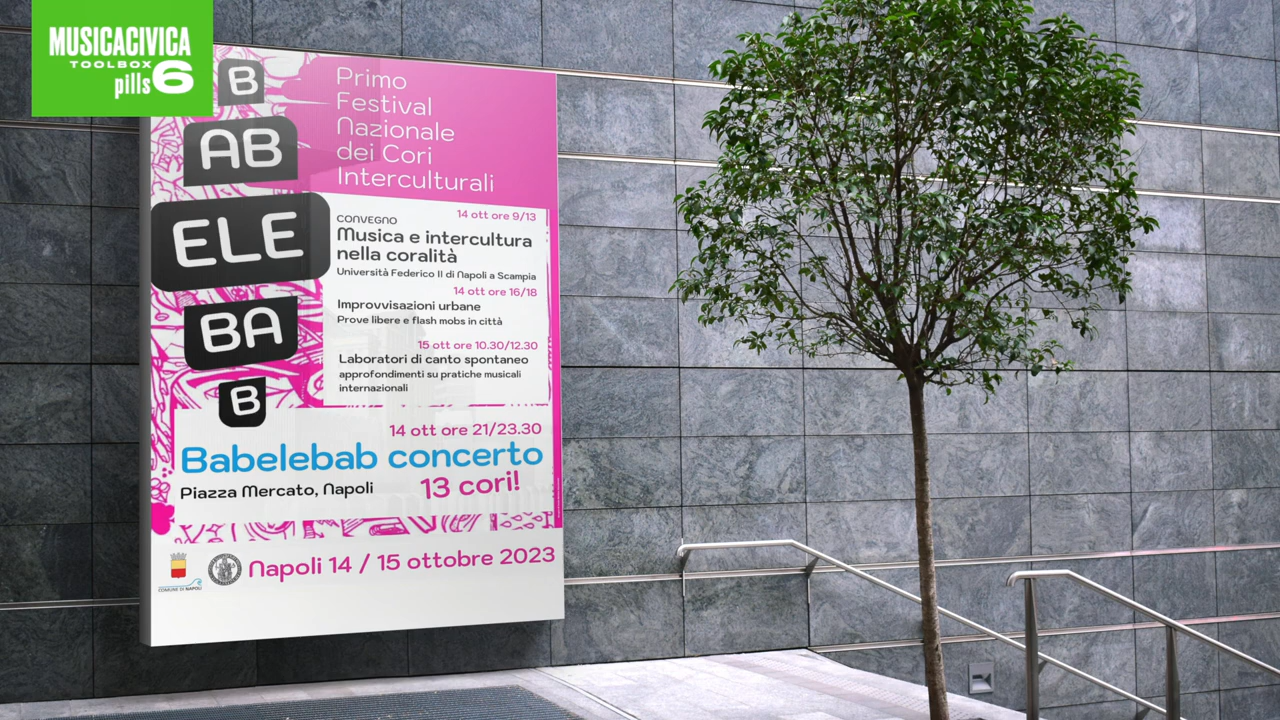 MUSICACIVICA
TOOLBOX
pills 6
B
AB
ELE
BA
B
Primo
Festival
Nazionale
dei Cori
Interculturali
14 ott ore 9/13
CONVEGNO
Musica e intercultura
nella coralità
Università Federico II di Napoli a Scampia
14 ott ore 16/18
Improvvisazioni urbane
Prove libere e flash mobs in città
15 ott ore 10.30/12.30
Laboratori di canto spontaneo
approfondimenti su pratiche musicali
internazionali
14 ott ore 21/23.30
Babelebab concerto
Piazza Mercato, Napoli
13 cori!
COMUNE DI NAPOLI
Napoli 14 / 15 ottobre 2023